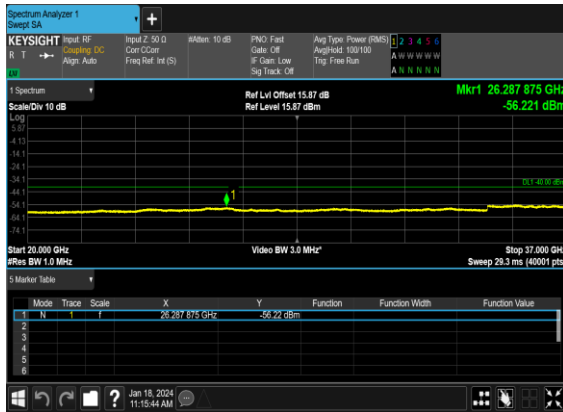 Spectrum Analyzer 1
Swept SA
+
KEYSIGHT
R T
Input: RF
Coupling: DC
Align: Auto
Input Z: 50 Ω
Corr CCorr
Freq Ref: Int (S)
#Atten: 10 dB
PNO: Fast
Gate: Off
IF Gain: Low
Sig Track: Off
Avg Type: Power (RMS)
Avg|Hold: 100/100
Trig: Free Run
1 2 3 4 5 6
A W W W W W
A N N N N N
1 Spectrum
Scale/Div 10 dB
Ref Lvl Offset 15.87 dB
Ref Level 15.87 dBm
Mkr1 26.287 875 GHz
-56.221 dBm
Log
5.87
-4.13
-14.1
-24.1
-34.1
DL1 -40.00 dBm
-44.1
1
-54.1
-64.1
-74.1
Start 20.000 GHz
#Res BW 1.0 MHz
Video BW 3.0 MHz*
Stop 37.000 GHz
Sweep 29.3 ms (40001 pts)
5 Marker Table
Mode Trace Scale X Y Function Function Width Function Value
1 N 1 f 26.287 875 GHz -56.22 dBm
2
3
4
5
6
?
Jan 18, 2024
11:15:44 AM